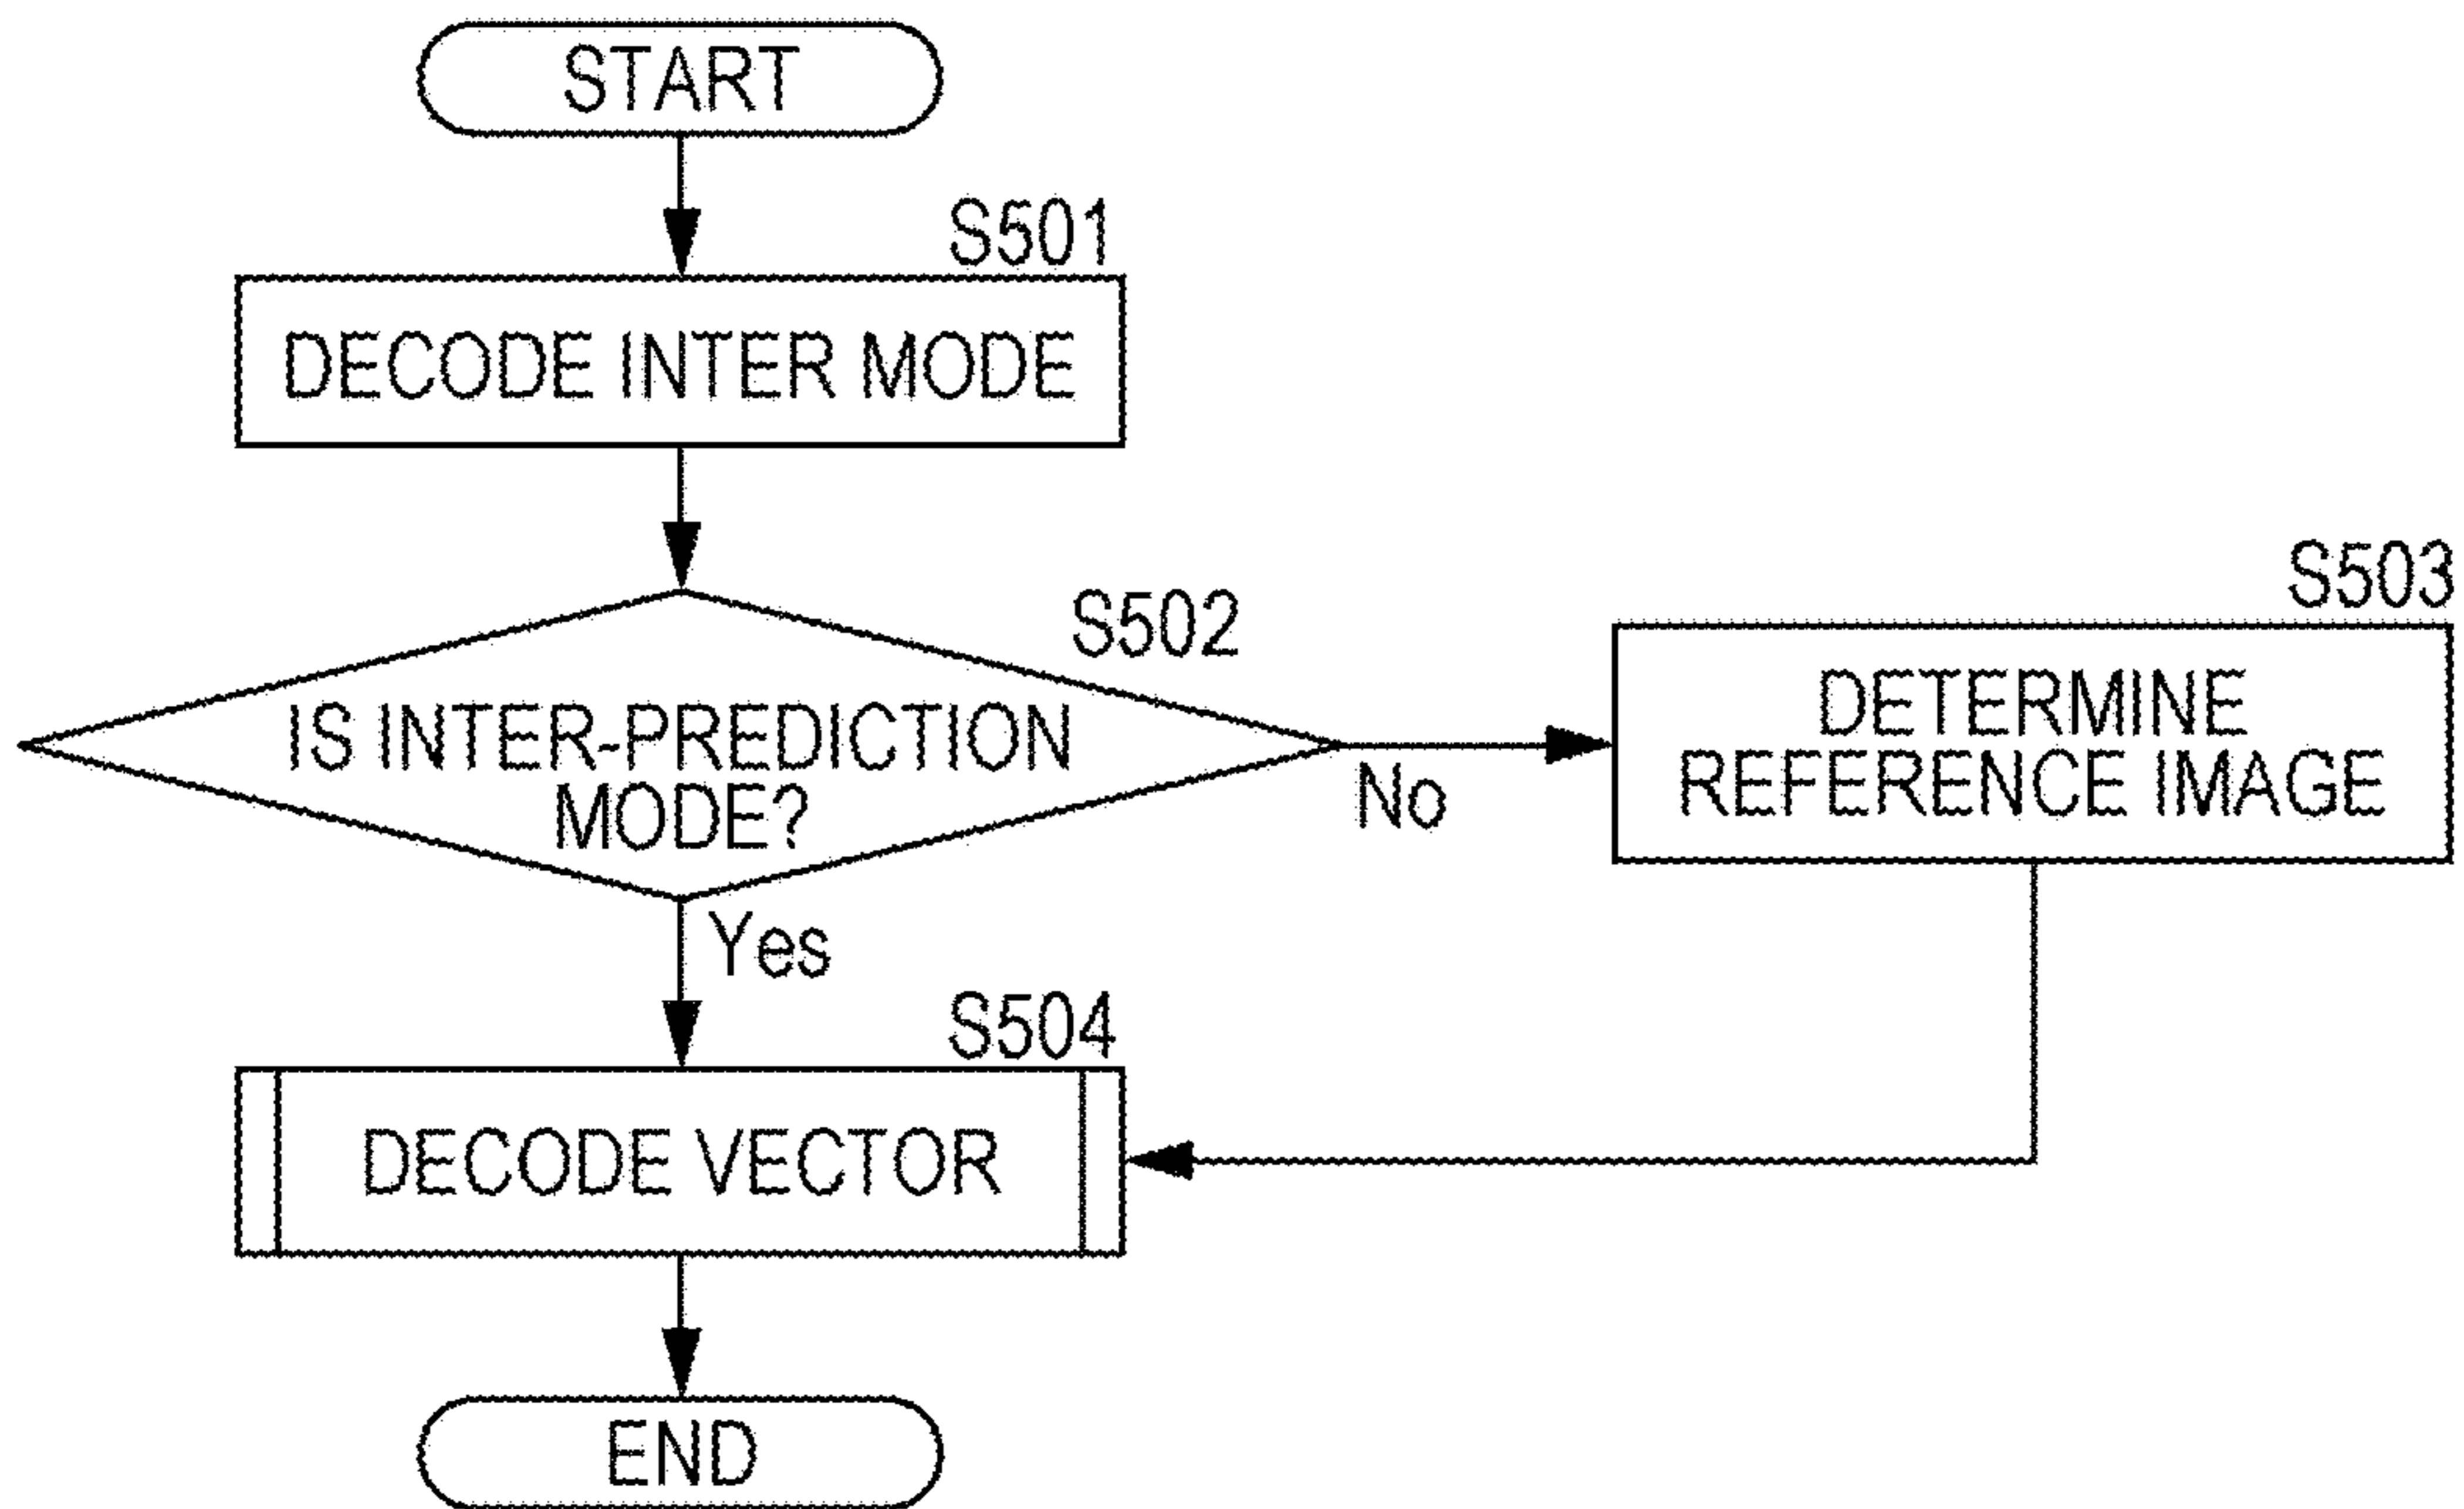 START
S501
DECODE INTER MODE
S502
IS INTER-PREDICTION
MODE?
No
Yes
S503
DETERMINE
REFERENCE IMAGE
S504
DECODE VECTOR
END